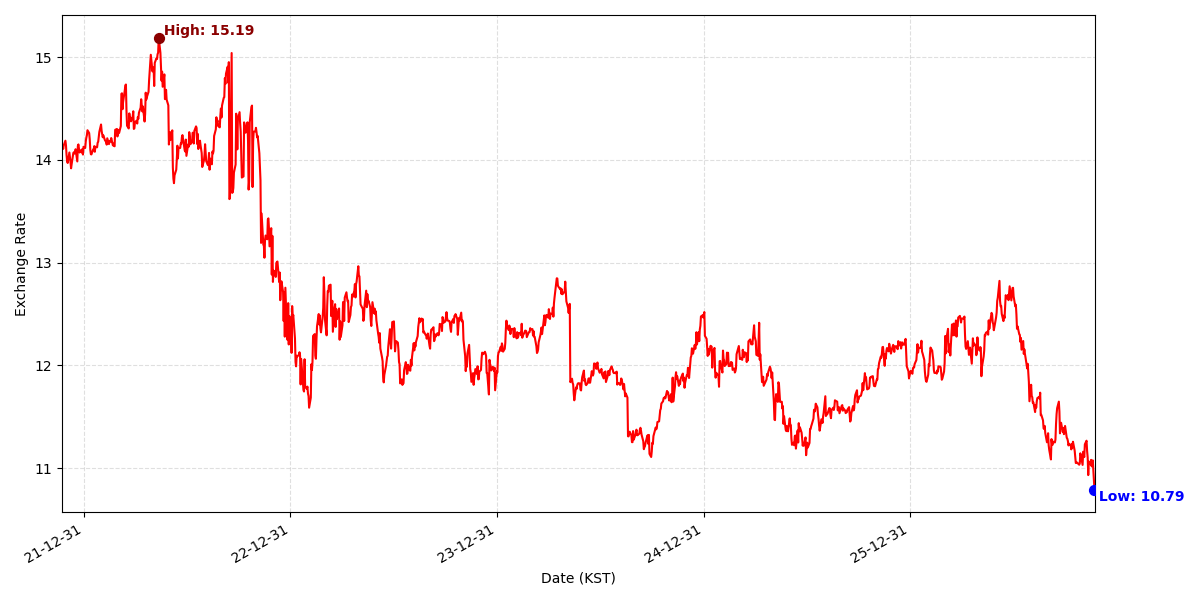 High: 15.19
15
14
13
12
11
Exchange Rate
Low: 10.79
21-12-31
22-12-31
23-12-31
24-12-31
25-12-31
Date (KST)